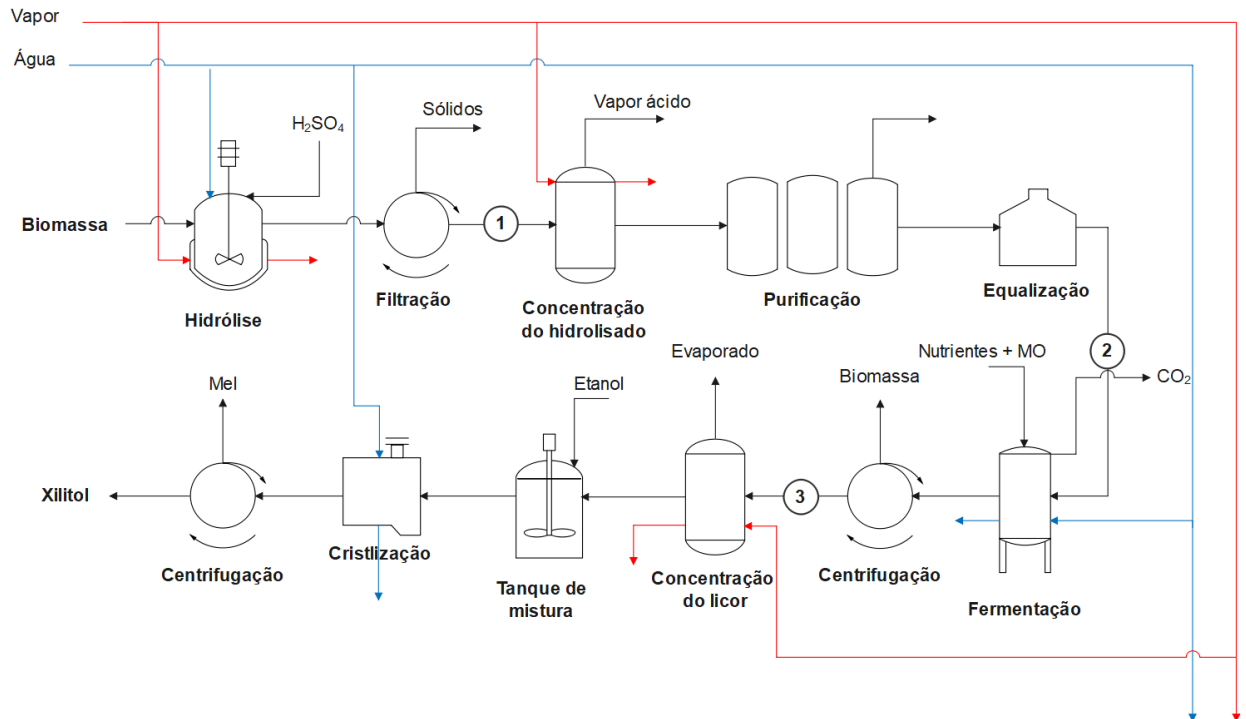 Vapor
Água
H₂SO₄
Sólidos
Vapor ácido
Biomassa
1
Hidrólise
Filtração
Concentração
do hidrolisado
Purificação
Equalização
2
Mel
Etanol
Evaporado
Biomassa
Nutrientes + MO
CO₂
Xilitol
3
Centrifugação
Cristlização
Tanque de
mistura
Concentração
do licor
Centrifugação
Fermentação